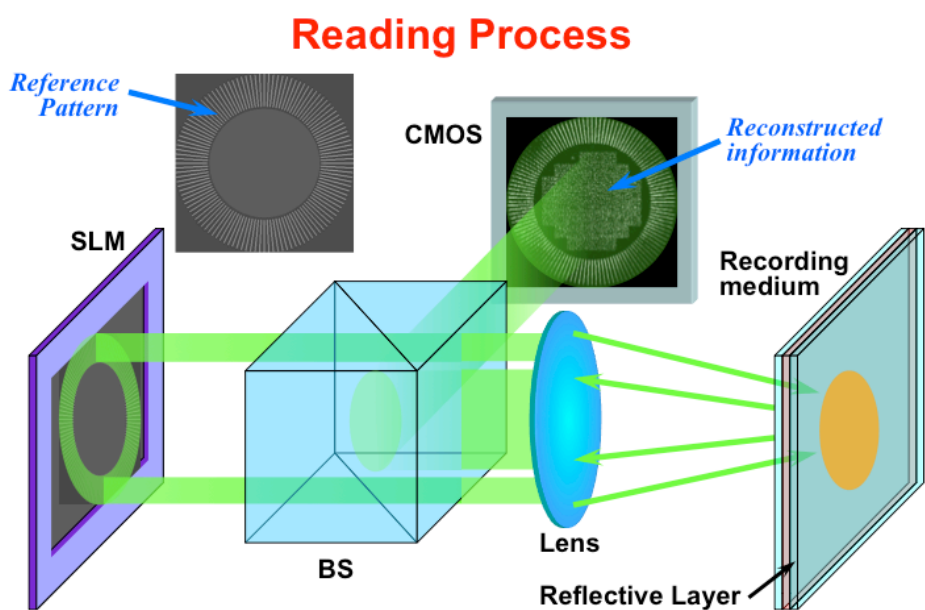 Reading Process
Reference
Pattern
CMOS
Reconstructed
information
SLM
Recording
medium
BS
Lens
Reflective Layer